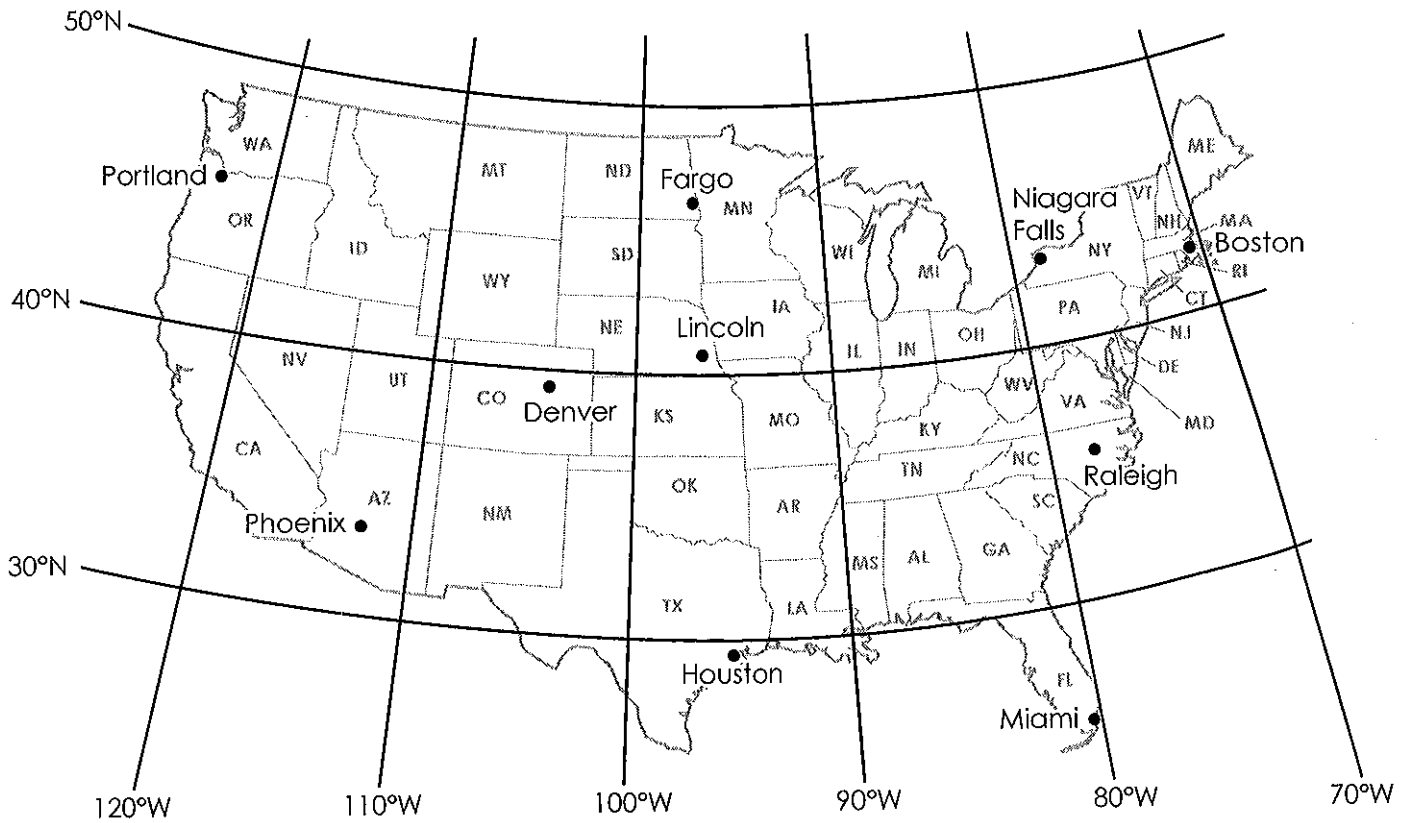 50°N
WA
MT
ND
ME
Portland
Fargo
MN
VT
Niagara
Falls
OR
ID
SD
NH
MA
WI
NY
Boston
WY
MI
RI
40°N
CT
NE
Lincoln
IA
PA
NV
UT
IL
IN
OH
NJ
DE
CO
Denver
KS
MO
WV
VA
KY
MD
CA
TN
NC
Raleigh
AZ
OK
AR
SC
Phoenix
NM
MS
AL
GA
30°N
TX
LA
Houston
FL
Miami
120°W
110°W
100°W
90°W
80°W
70°W